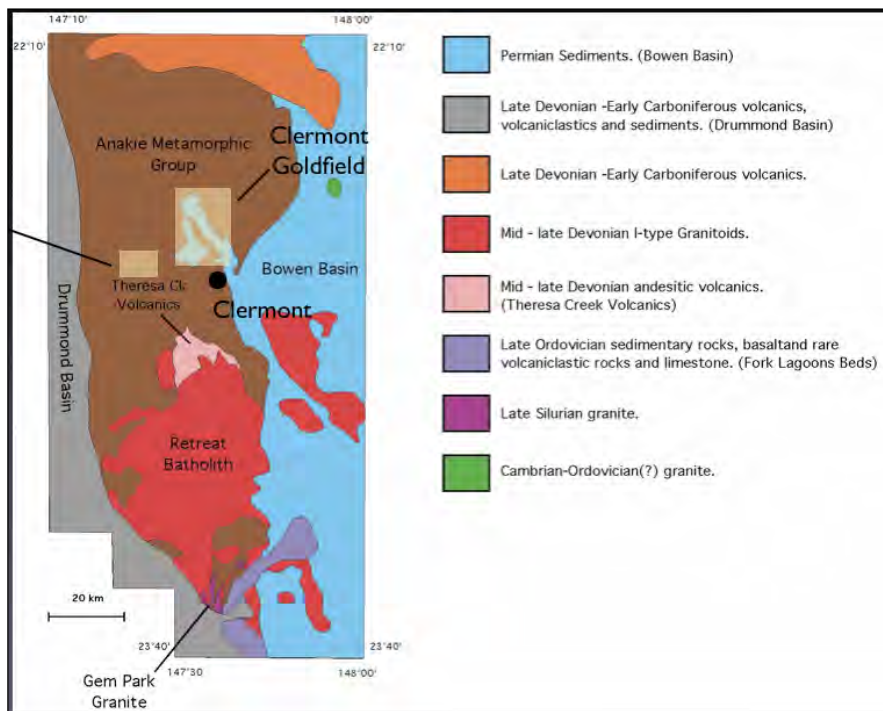 147°10'
148°00'
22°10'
22°10'
Anakie Metamorphic
Group
Clermont
Goldfield
Bowen Basin
Theresa Ck
Volcanics
Clermont
Drummond Basin
Retreat
Batholith
20 km
23°40'
23°40'
147°30
148°00'
Gem Park
Granite
Permian Sediments. (Bowen Basin)
Late Devonian -Early Carboniferous volcanics,
volcaniclastics and sediments. (Drummond Basin)
Late Devonian -Early Carboniferous volcanics.
Mid - late Devonian I-type Granitoids.
Mid - late Devonian andesitic volcanics.
(Theresa Creek Volcanics)
Late Ordovician sedimentary rocks, basaltand rare
volcaniclastic rocks and limestone. (Fork Lagoons Beds)
Late Silurian granite.
Cambrian-Ordovician(?) granite.